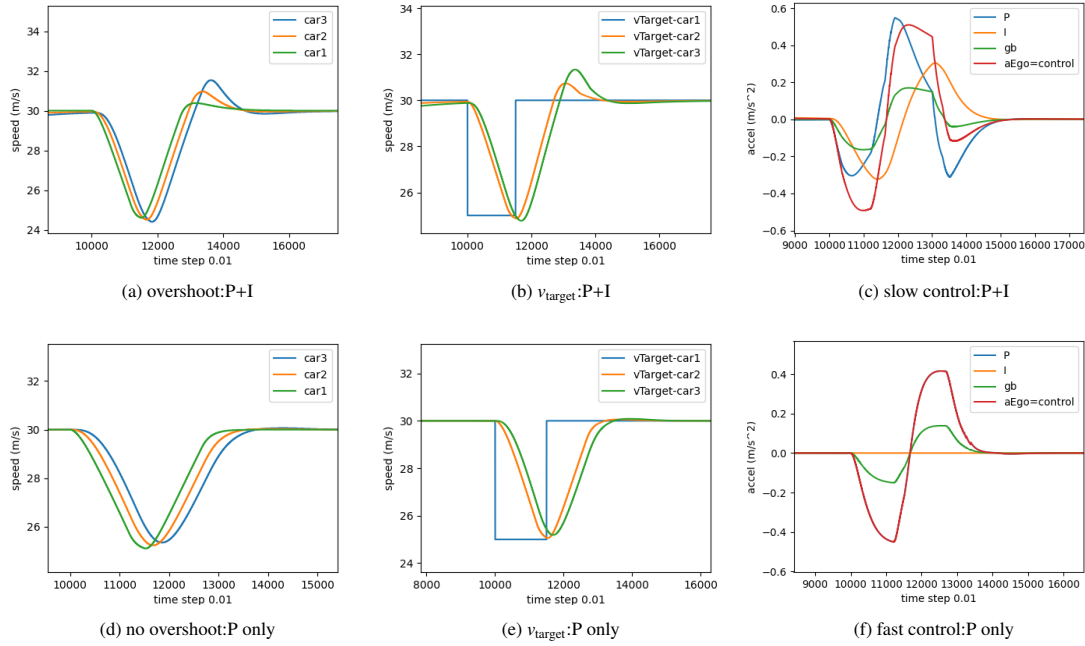 34
32
30
28
26
24
speed (m/s)
10000 12000 14000 16000
time step 0.01
car3
car2
car1
(a) overshoot:P+I
34
32
30
28
26
24
speed (m/s)
10000 12000 14000 16000
time step 0.01
vTarget-car1
vTarget-car2
vTarget-car3
(b) vtarget:P+I
0.6
0.4
0.2
0.0
−0.2
−0.4
−0.6
accel (m/s^2)
9000 10000 11000 12000 13000 14000 15000 16000 17000
time step 0.01
P
I
gb
aEgo=control
(c) slow control:P+I
32
30
28
26
speed (m/s)
10000 11000 12000 13000 14000 15000
time step 0.01
car3
car2
car1
(d) no overshoot:P only
32
30
28
26
24
speed (m/s)
8000 10000 12000 14000 16000
time step 0.01
vTarget-car1
vTarget-car2
vTarget-car3
(e) vtarget:P only
0.4
0.2
0.0
−0.2
−0.4
−0.6
accel (m/s^2)
9000 10000 11000 12000 13000 14000 15000 16000
time step 0.01
P
I
gb
aEgo=control
(f) fast control:P only